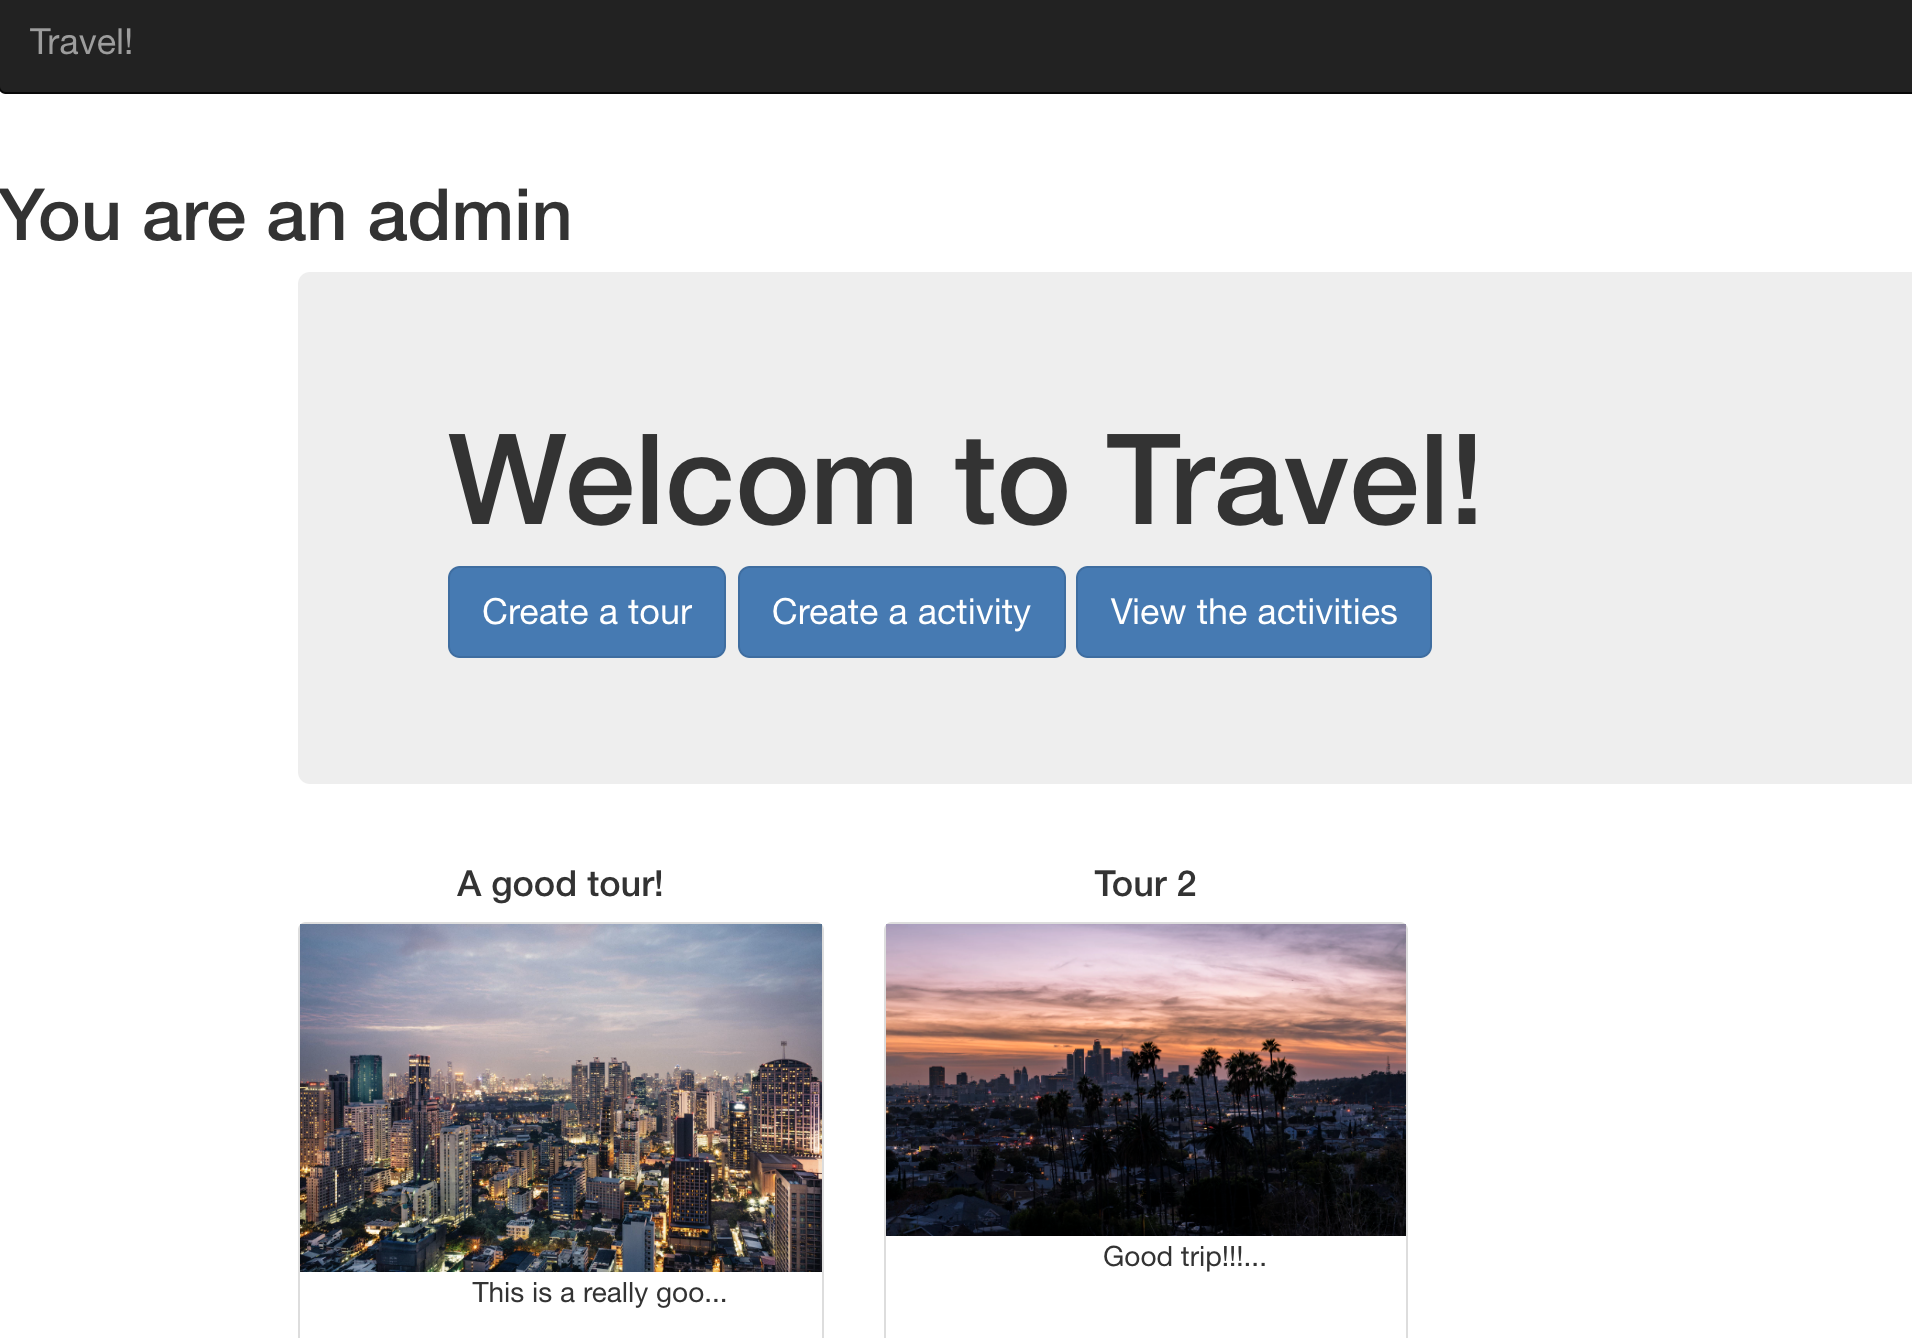 Travel!
You are an admin
Welcom to Travel!
Create a tour
Create a activity
View the activities
A good tour!
Tour 2
This is a really goo...
Good trip!!!...